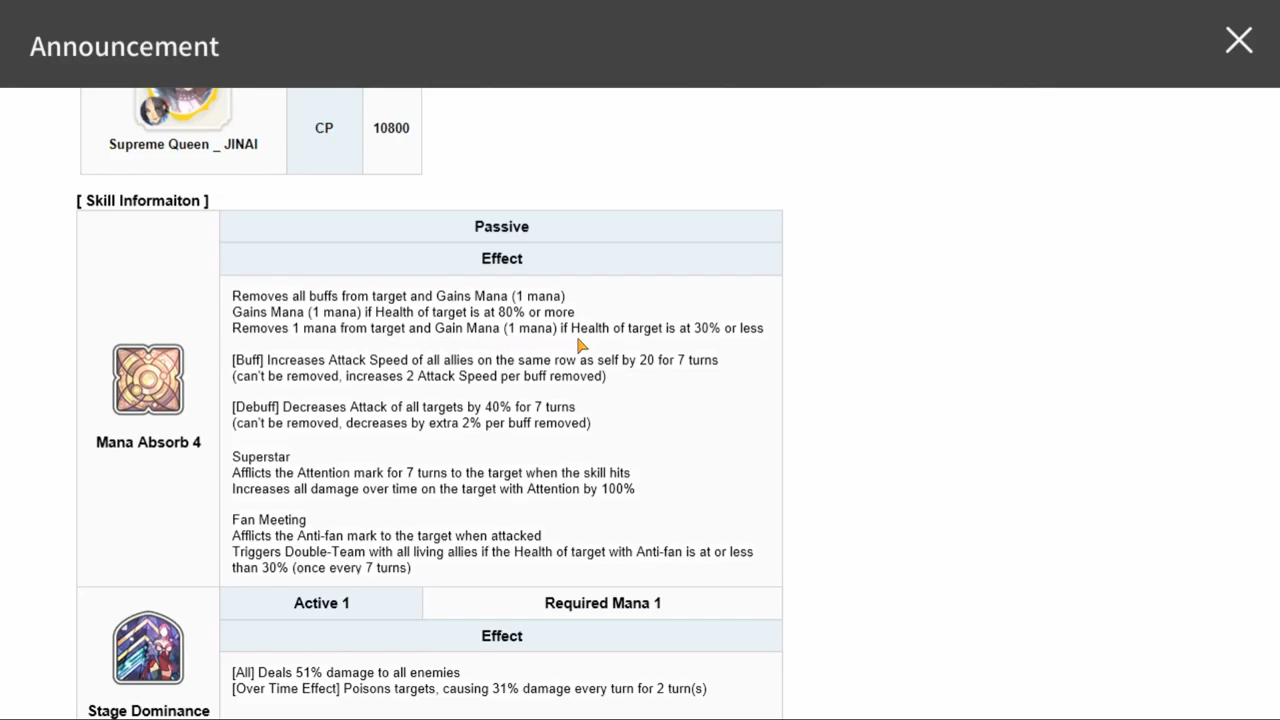 Announcement
CP 10800
Supreme Queen _ JINAI
[ Skill Informaiton ]
Passive
Effect
Removes all buffs from target and Gains Mana (1 mana)
Gains Mana (1 mana) if Health of target is at 80% or more
Removes 1 mana from target and Gain Mana (1 mana) if Health of target is at 30% or less
[Buff] Increases Attack Speed of all allies on the same row as self by 20 for 7 turns
(can't be removed, increases 2 Attack Speed per buff removed)
[Debuff] Decreases Attack of all targets by 40% for 7 turns
(can't be removed, decreases by extra 2% per buff removed)
Mana Absorb 4
Superstar
Afflicts the Attention mark for 7 turns to the target when the skill hits
Increases all damage over time on the target with Attention by 100%
Fan Meeting
Afflicts the Anti-fan mark to the target when attacked
Triggers Double-Team with all living allies if the Health of target with Anti-fan is at or less
than 30% (once every 7 turns)
Active 1 Required Mana 1
Effect
[All] Deals 51% damage to all enemies
[Over Time Effect] Poisons targets, causing 31% damage every turn for 2 turn(s)
Stage Dominance